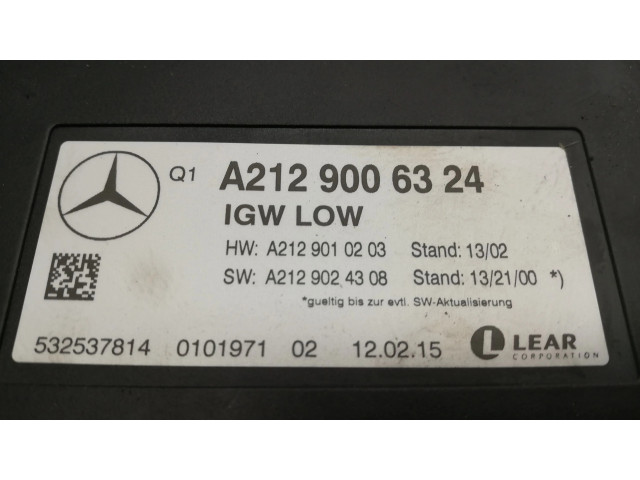 Q1 A212 900 63 24
IGW LOW
HW: A212 901 02 03 Stand: 13/02
SW: A212 902 43 08 Stand: 13/21/00 *)
*gueltig bis zur evtl. SW-Aktualisierung
532537814 0101971 02 12.02.15 LEAR
CORPORATION